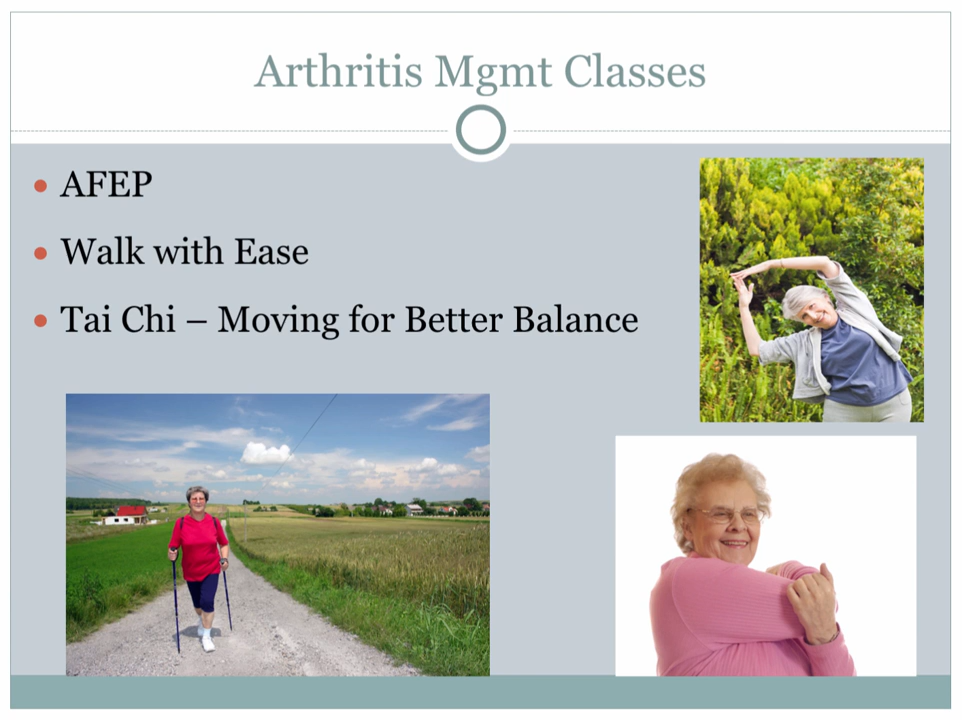 Arthritis Mgmt Classes
AFEP
Walk with Ease
Tai Chi – Moving for Better Balance